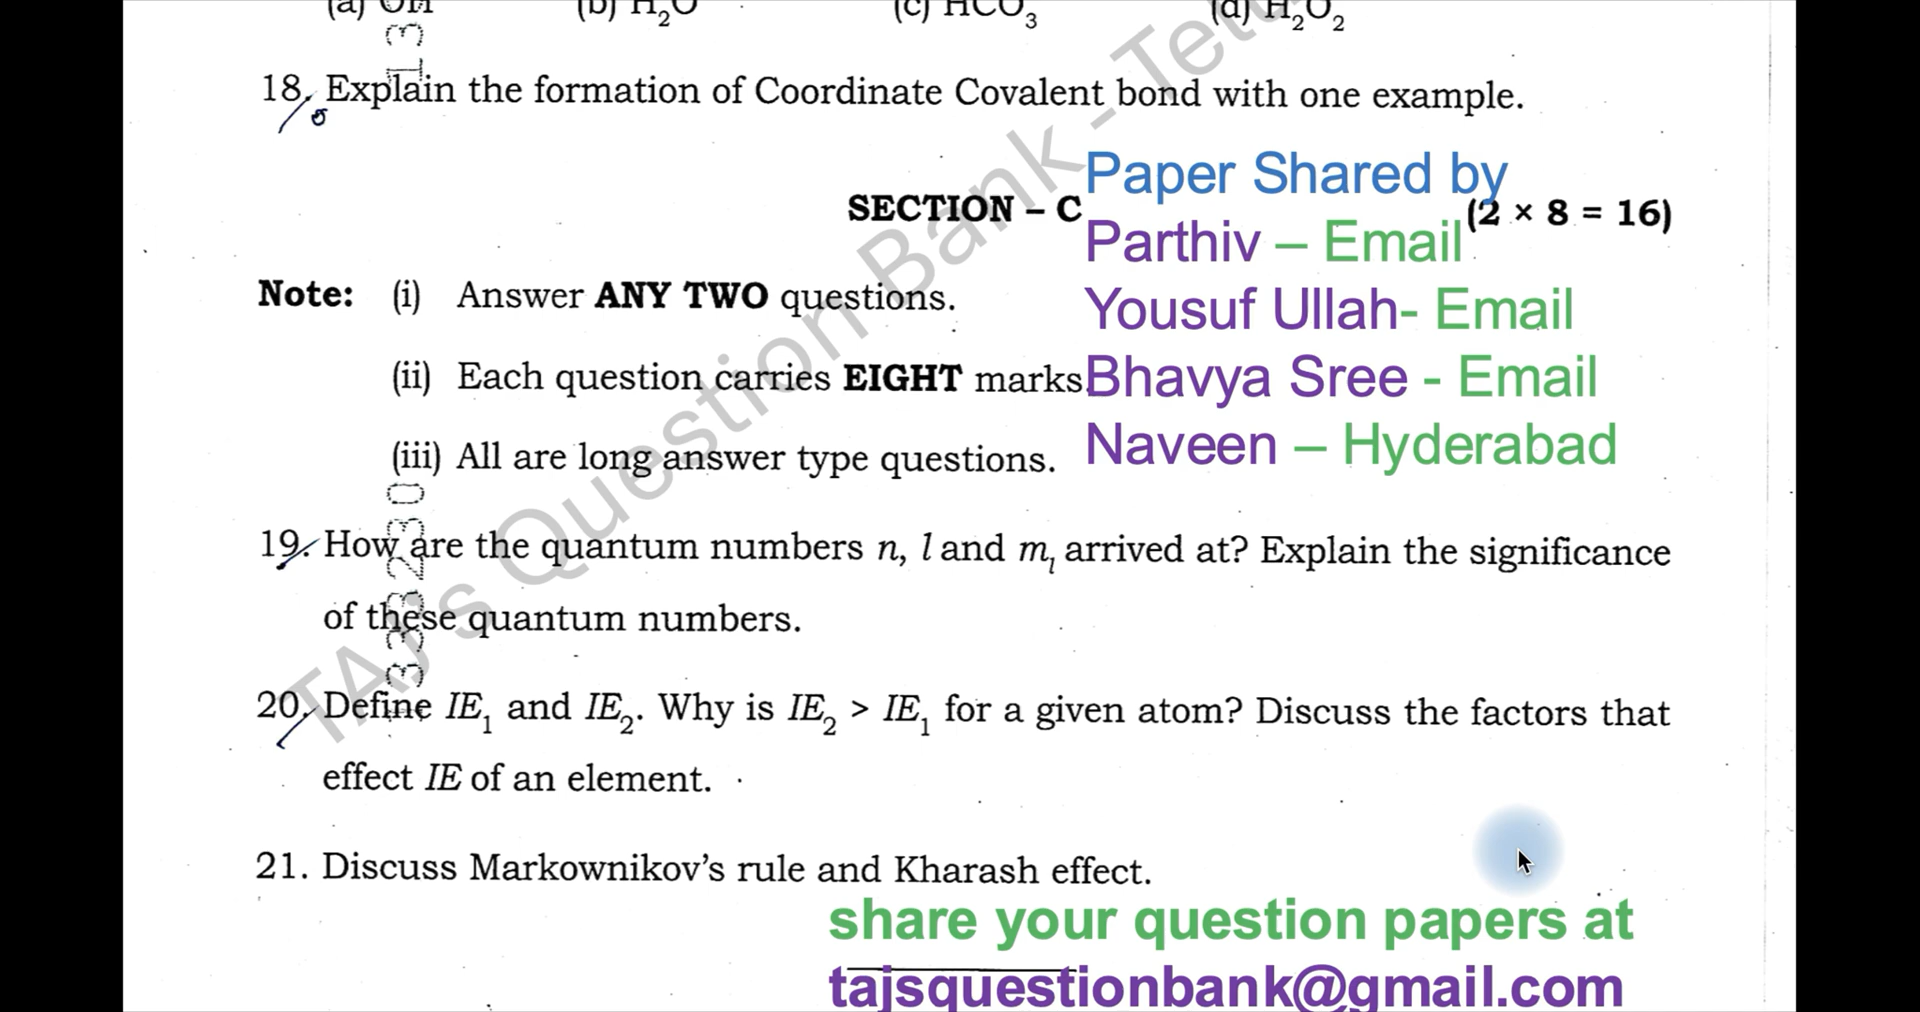 (a) OH (b) H₂O (c) HCO₃ (d) H₂O₂
18. Explain the formation of Coordinate Covalent bond with one example.
Paper Shared by
SECTION – C (2 × 8 = 16)
Parthiv – Email
Note: (i) Answer ANY TWO questions.
Yousuf Ullah- Email
(ii) Each question carries EIGHT marks.
Bhavya Sree - Email
(iii) All are long answer type questions.
Naveen – Hyderabad
19. How are the quantum numbers n, l and mₗ arrived at? Explain the significance
of these quantum numbers.
20. Define IE₁ and IE₂. Why is IE₂ > IE₁ for a given atom? Discuss the factors that
effect IE of an element.
21. Discuss Markownikov's rule and Kharash effect.
share your question papers at
tajsquestionbank@gmail.com
TAJ's Question Bank -